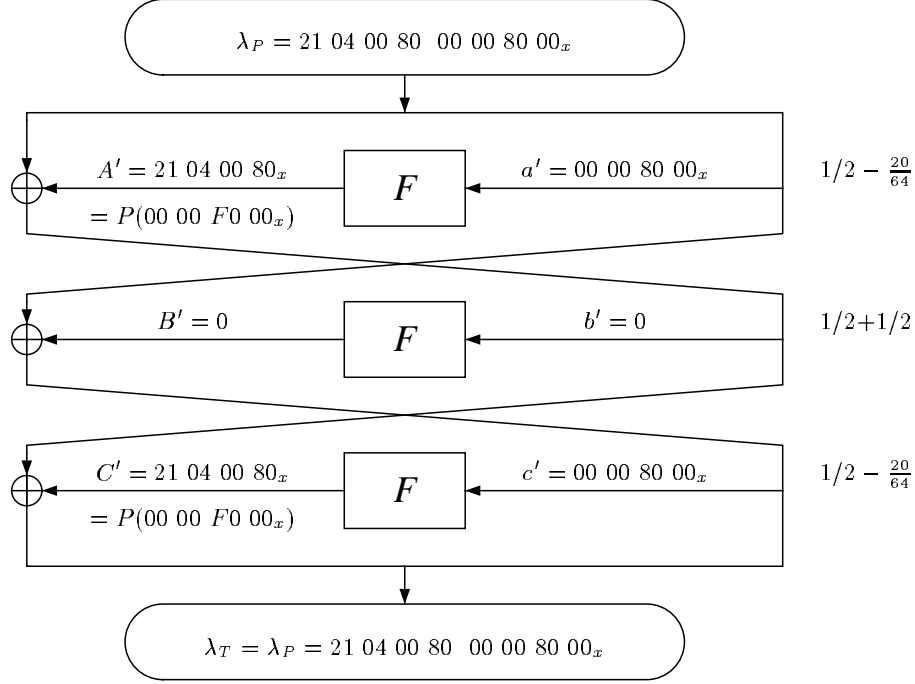 λ_P = 21 04 00 80  00 00 80 00_x
A′ = 21 04 00 80_x
= P(00 00 F0 00_x)
F
a′ = 00 00 80 00_x
1/2 − 20/64
B′ = 0
F
b′ = 0
1/2+1/2
C′ = 21 04 00 80_x
= P(00 00 F0 00_x)
F
c′ = 00 00 80 00_x
1/2 − 20/64
λ_T = λ_P = 21 04 00 80  00 00 80 00_x